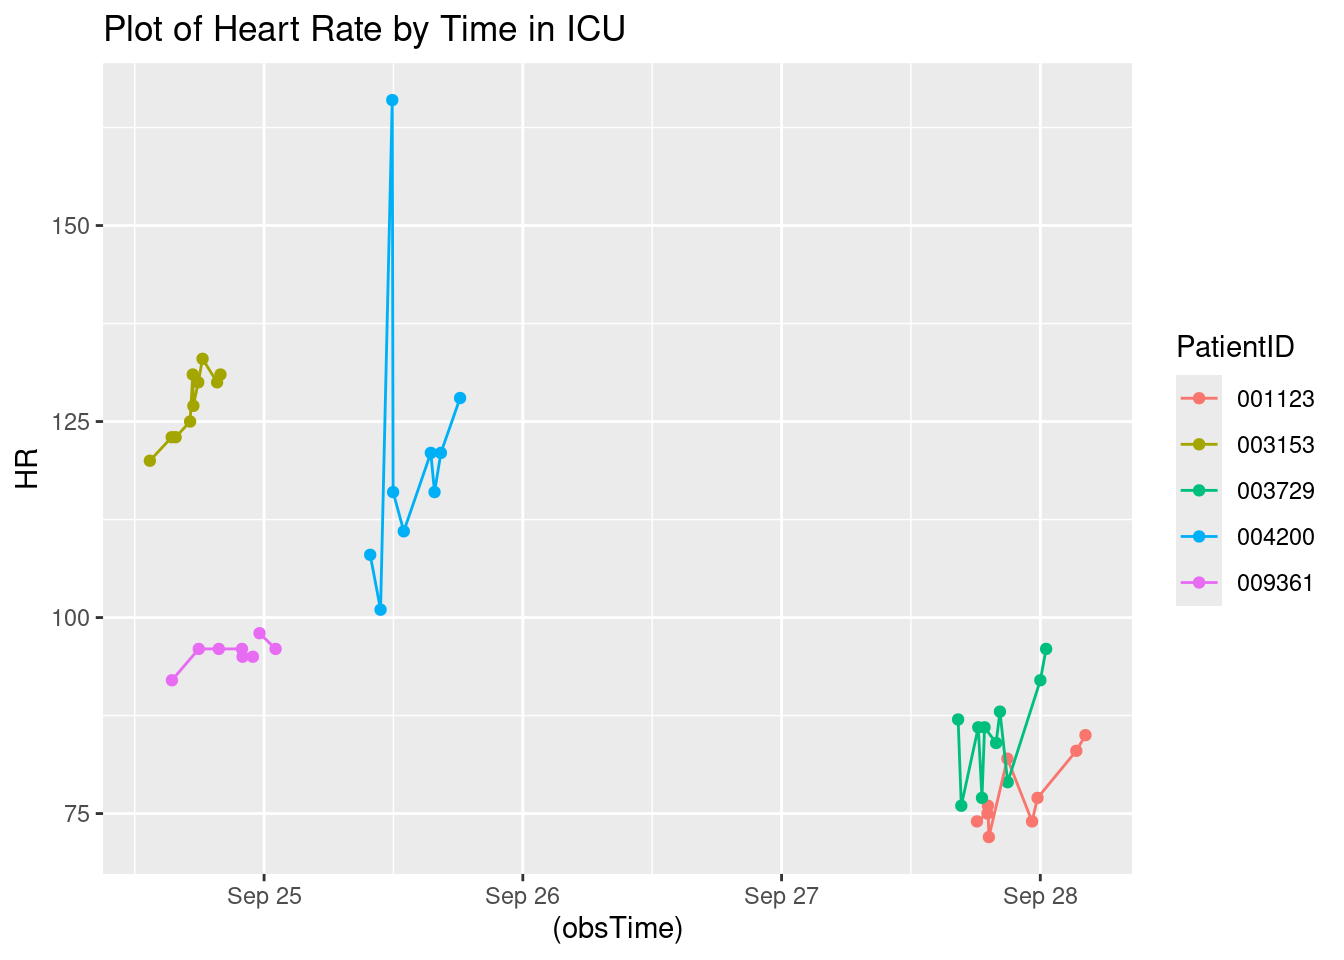 Plot of Heart Rate by Time in ICU
HR
150
125
100
75
Sep 25 Sep 26 Sep 27 Sep 28
(obsTime)
PatientID
001123
003153
003729
004200
009361